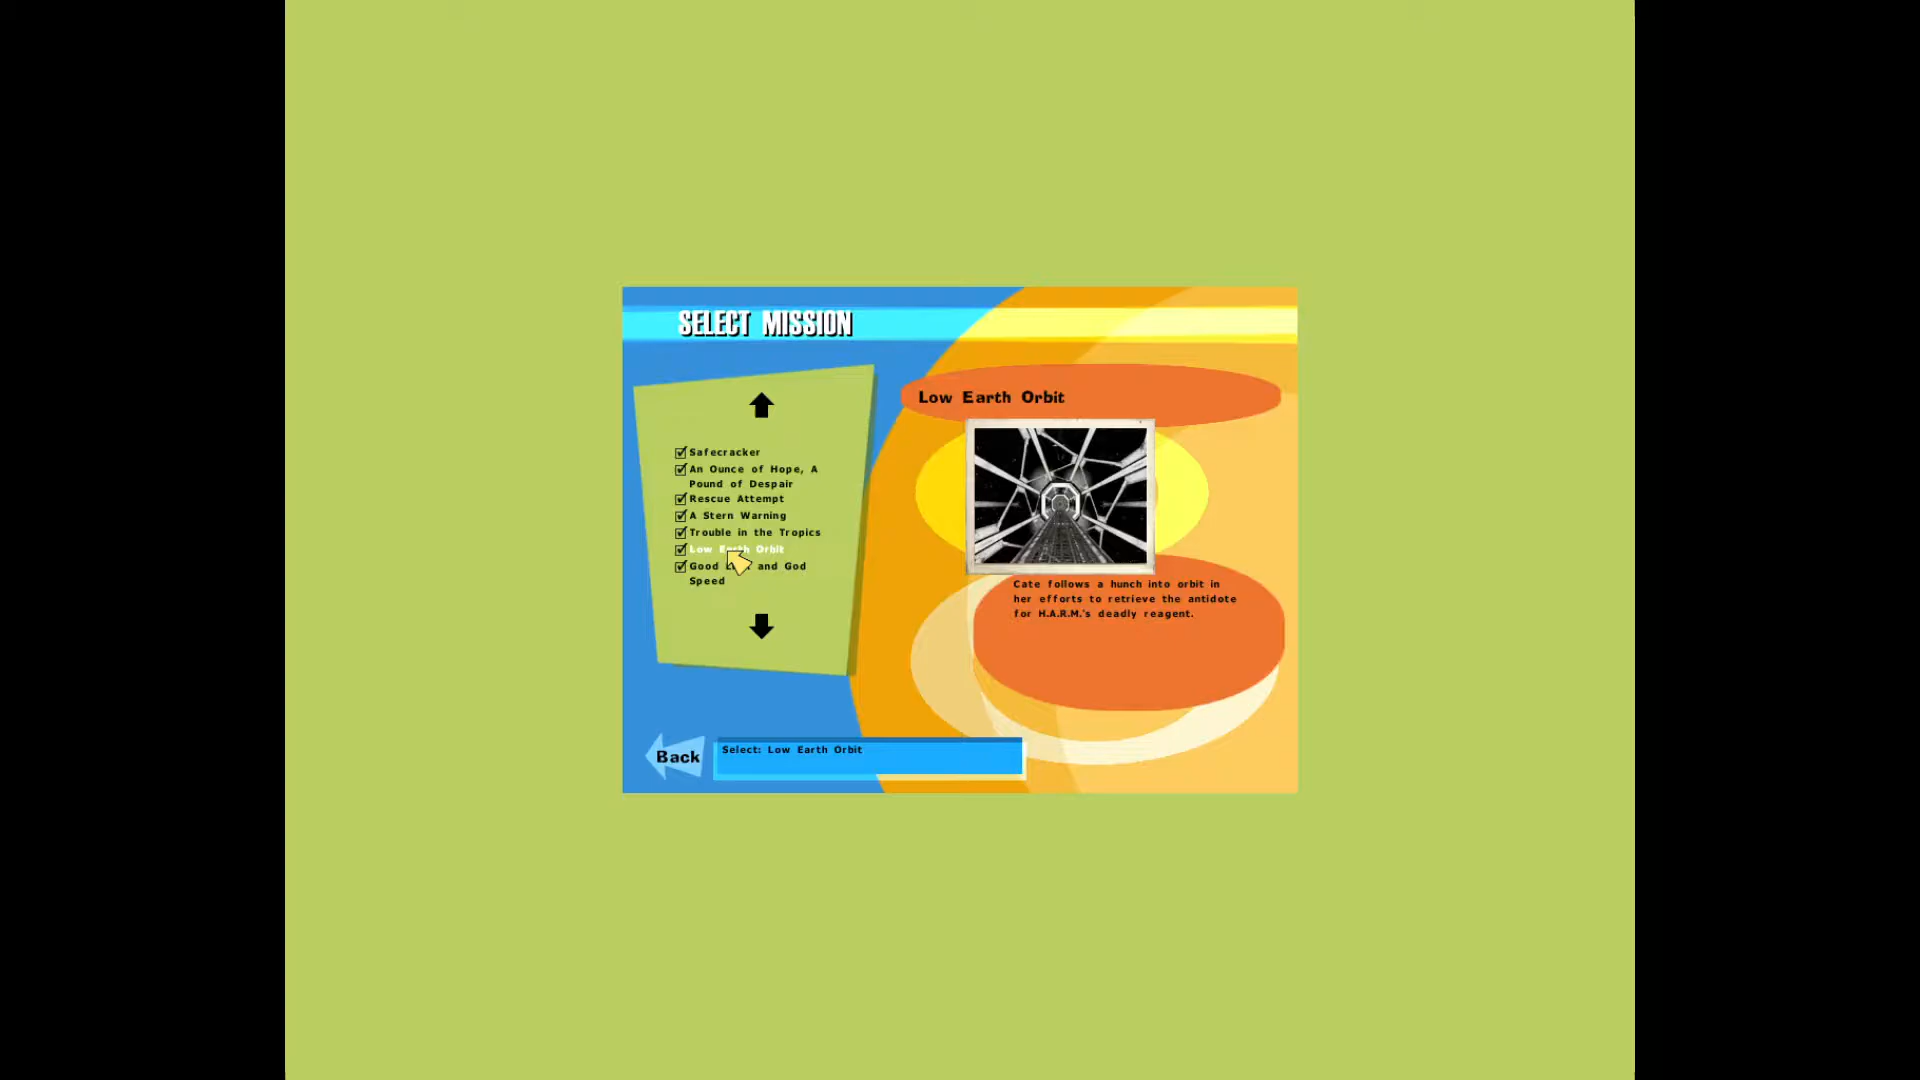 SELECT MISSION
Safecracker
An Ounce of Hope, A
Pound of Despair
Rescue Attempt
A Stern Warning
Trouble in the Tropics
Low Earth Orbit
Good and God
Speed
Low Earth Orbit
Cate follows a hunch into orbit in
her efforts to retrieve the antidote
for H.A.R.M.'s deadly reagent.
Back
Select: Low Earth Orbit